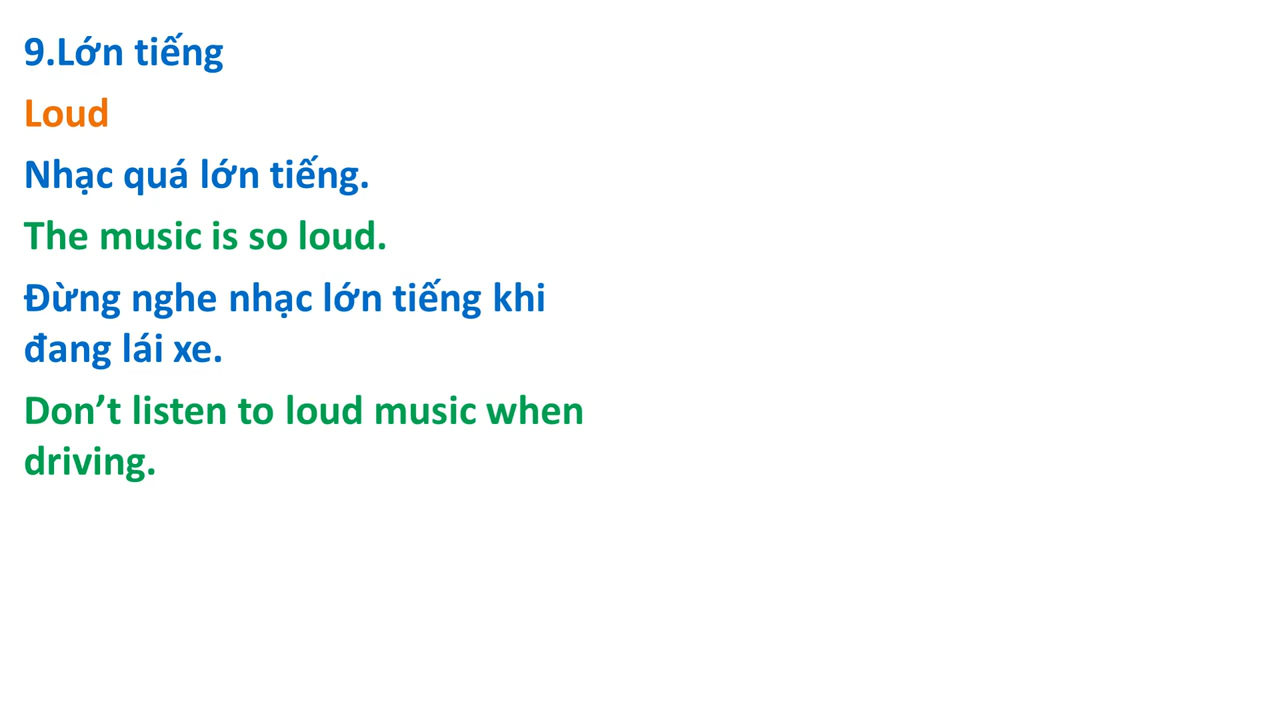 9.Lớn tiếng
Loud
Nhạc quá lớn tiếng.
The music is so loud.
Đừng nghe nhạc lớn tiếng khi
đang lái xe.
Don’t listen to loud music when
driving.